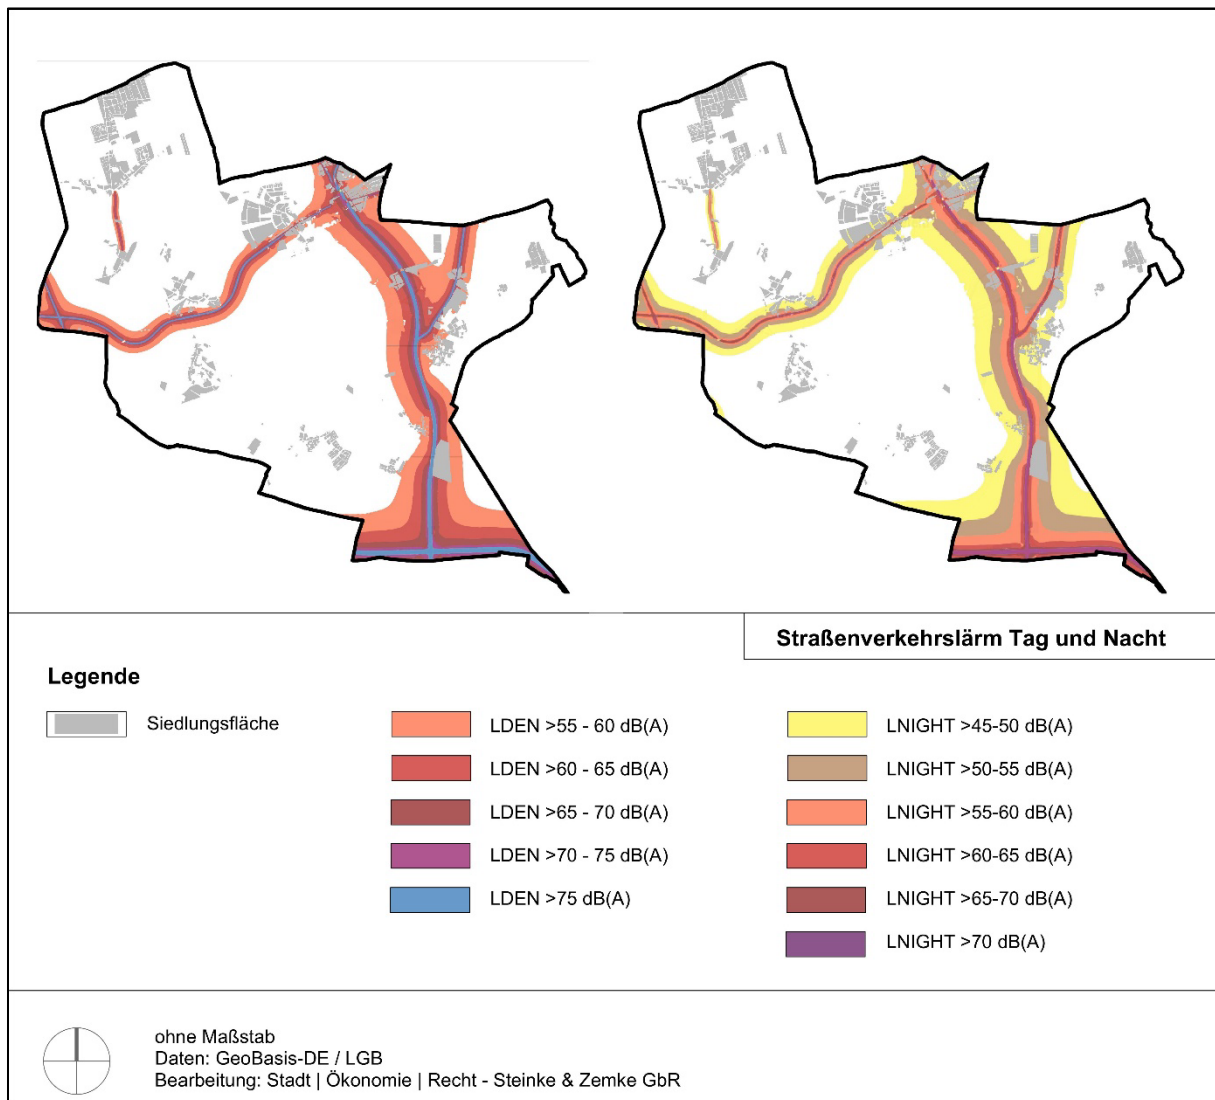 Straßenverkehrslärm Tag und Nacht
Legende
Siedlungsfläche
LDEN >55 - 60 dB(A)
LDEN >60 - 65 dB(A)
LDEN >65 - 70 dB(A)
LDEN >70 - 75 dB(A)
LDEN >75 dB(A)
LNIGHT >45-50 dB(A)
LNIGHT >50-55 dB(A)
LNIGHT >55-60 dB(A)
LNIGHT >60-65 dB(A)
LNIGHT >65-70 dB(A)
LNIGHT >70 dB(A)
ohne Maßstab
Daten: GeoBasis-DE / LGB
Bearbeitung: Stadt | Ökonomie | Recht - Steinke & Zemke GbR